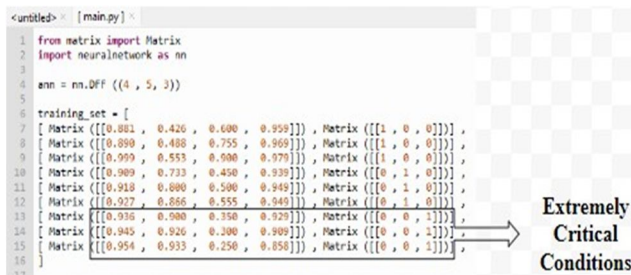 <untitled> × [ main.py ] ×
1 from matrix import Matrix
2 import neuralnetwork as nn
3
4 ann = nn.DFF ((4 , 5, 3))
5
6 training_set = [
7 [ Matrix ([[0.881 , 0.426 , 0.600 , 0.959]]) , Matrix ([[1 , 0 , 0]])] ,
8 [ Matrix ([[0.890 , 0.488 , 0.755 , 0.969]]) , Matrix ([[1 , 0 , 0]])] ,
9 [ Matrix ([[0.999 , 0.553 , 0.900 , 0.979]]) , Matrix ([[1 , 0 , 0]])] ,
10 [ Matrix ([[0.909 , 0.733 , 0.450 , 0.939]]) , Matrix ([[0 , 1 , 0]])] ,
11 [ Matrix ([[0.918 , 0.800 , 0.500 , 0.949]]) , Matrix ([[0 , 1 , 0]])] ,
12 [ Matrix ([[0.927 , 0.866 , 0.555 , 0.949]]) , Matrix ([[0 , 1 , 0]])] ,
13 [ Matrix ([[0.936 , 0.900 , 0.350 , 0.929]]) , Matrix ([[0 , 0 , 1]])] ,
14 [ Matrix ([[0.945 , 0.926 , 0.300 , 0.909]]) , Matrix ([[0 , 0 , 1]])] ,
15 [ Matrix ([[0.954 , 0.933 , 0.250 , 0.858]]) , Matrix ([[0 , 0 , 1]])] ,
16 ]
Extremely
Critical
Conditions